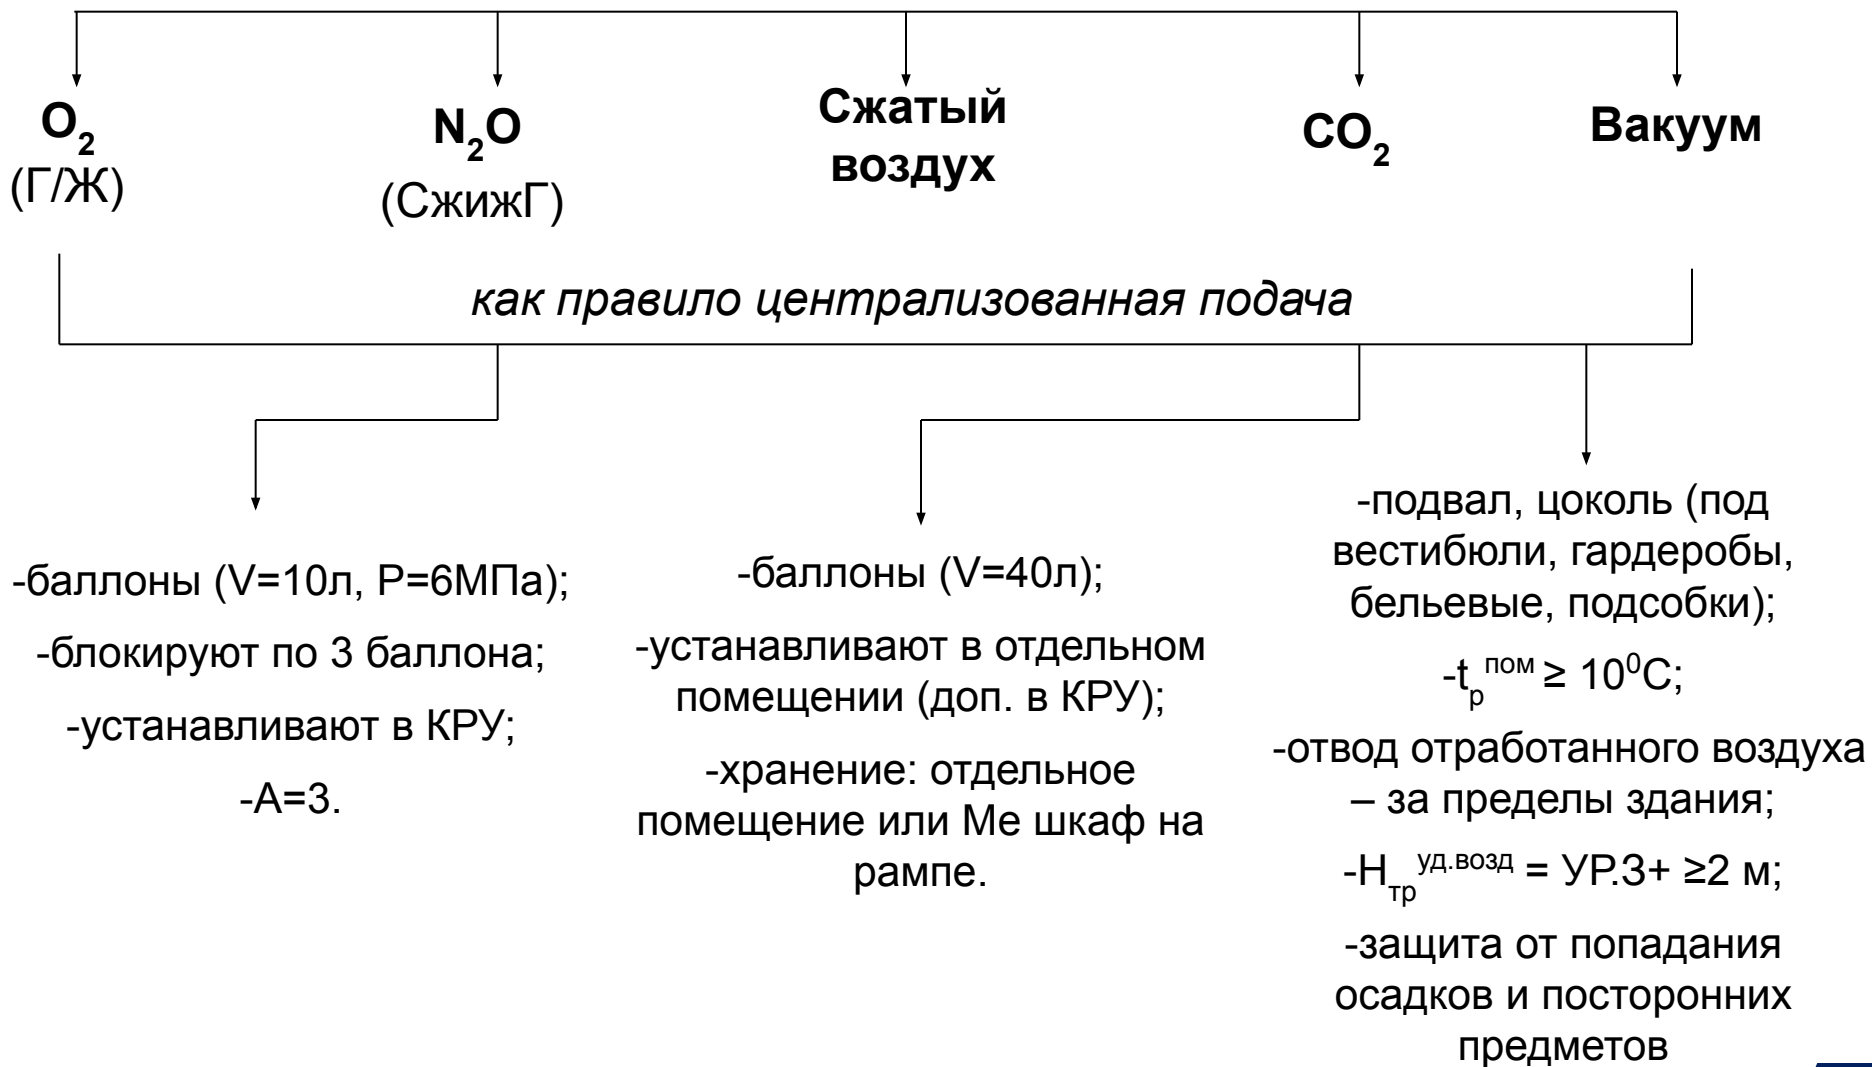 O₂
(Г/Ж)
N₂O
(СжижГ)
Сжатый
воздух
CO₂
Вакуум
как правило централизованная подача
-баллоны (V=10л, P=6МПа);
-блокируют по 3 баллона;
-устанавливают в КРУ;
-А=3.
-баллоны (V=40л);
-устанавливают в отдельном
помещении (доп. в КРУ);
-хранение: отдельное
помещение или Ме шкаф на
рампе.
-подвал, цоколь (под
вестибюли, гардеробы,
бельевые, подсобки);
-tрпом ≥ 10⁰С;
-отвод отработанного воздуха
– за пределы здания;
-Hтруд.возд = УР.З+ ≥2 м;
-защита от попадания
осадков и посторонних
предметов